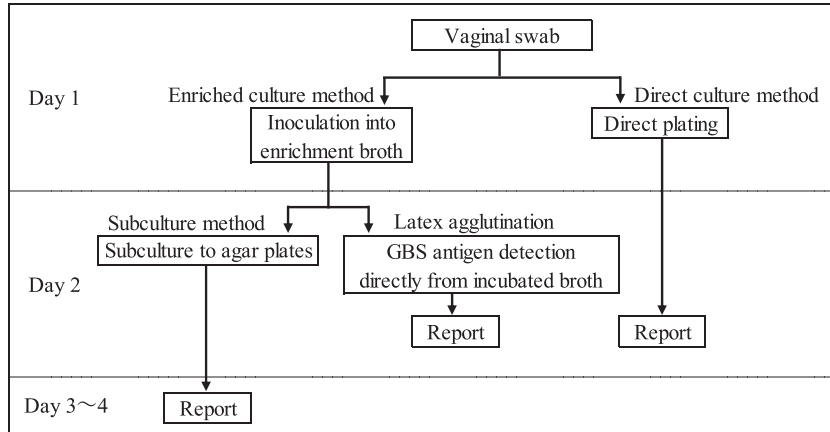 Vaginal swab
Day 1
Enriched culture method
Direct culture method
Inoculation into
enrichment broth
Direct plating
Subculture method
Latex agglutination
Subculture to agar plates
GBS antigen detection
directly from incubated broth
Day 2
Report
Report
Day 3～4
Report